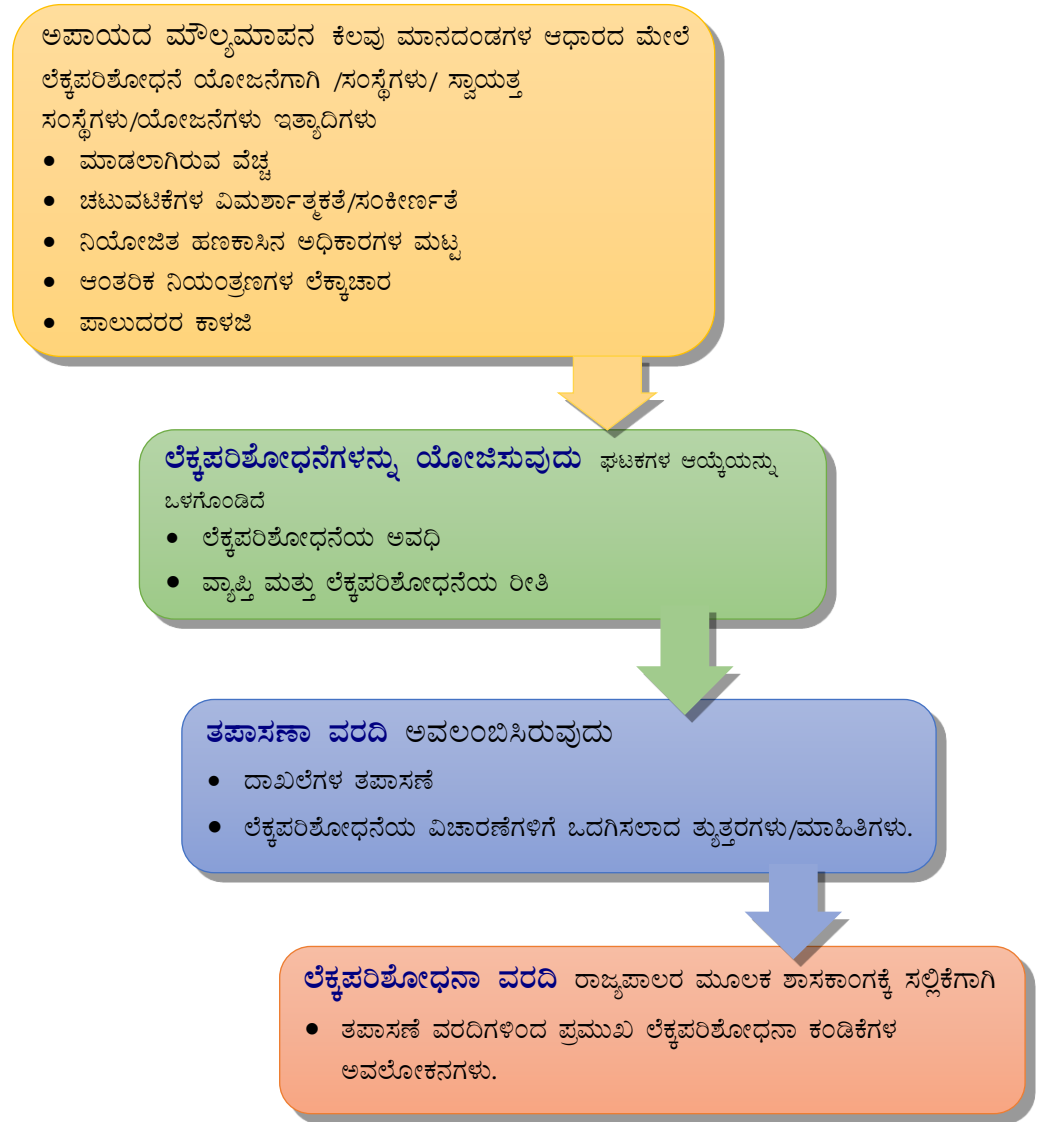 ಅಪಾಯದ ಮೌಲ್ಯಮಾಪನ ಕೆಲವು ಮಾನದಂಡಗಳ ಆಧಾರದ ಮೇಲೆ
ಲೆಕ್ಕಪರಿಶೋಧನೆ ಯೋಜನೆಗಾಗಿ /ಸಂಸ್ಥೆಗಳು/ ಸ್ವಾಯತ್ತ
ಸಂಸ್ಥೆಗಳು/ಯೋಜನೆಗಳು ಇತ್ಯಾದಿಗಳು
• ಮಾಡಲಾಗಿರುವ ವೆಚ್ಚ
• ಚಟುವಟಿಕೆಗಳ ವಿಮರ್ಶಾತ್ಮಕತೆ/ಸಂಕೀರ್ಣತೆ
• ನಿಯೋಜಿತ ಹಣಕಾಸಿನ ಅಧಿಕಾರಗಳ ಮಟ್ಟ
• ಆಂತರಿಕ ನಿಯಂತ್ರಣಗಳ ಲೆಕ್ಕಾಚಾರ
• ಪಾಲುದರರ ಕಾಳಜಿ
ಲೆಕ್ಕಪರಿಶೋಧನೆಗಳನ್ನು ಯೋಜಿಸುವುದು ಘಟಕಗಳ ಆಯ್ಕೆಯನ್ನು
ಒಳಗೊಂಡಿದೆ
• ಲೆಕ್ಕಪರಿಶೋಧನೆಯ ಅವಧಿ
• ವ್ಯಾಪ್ತಿ ಮತ್ತು ಲೆಕ್ಕಪರಿಶೋಧನೆಯ ರೀತಿ
ತಪಾಸಣಾ ವರದಿ ಅವಲಂಬಿಸಿರುವುದು
• ದಾಖಲೆಗಳ ತಪಾಸಣೆ
• ಲೆಕ್ಕಪರಿಶೋಧನೆಯ ವಿಚಾರಣೆಗಳಿಗೆ ಒದಗಿಸಲಾದ ತ್ಯುತ್ತರಗಳು/ಮಾಹಿತಿಗಳು.
ಲೆಕ್ಕಪರಿಶೋಧನಾ ವರದಿ ರಾಜ್ಯಪಾಲರ ಮೂಲಕ ಶಾಸಕಾಂಗಕ್ಕೆ ಸಲ್ಲಿಕೆಗಾಗಿ
• ತಪಾಸಣೆ ವರದಿಗಳಿಂದ ಪ್ರಮುಖ ಲೆಕ್ಕಪರಿಶೋಧನಾ ಕಂಡಿಕೆಗಳ
ಅವಲೋಕನಗಳು.